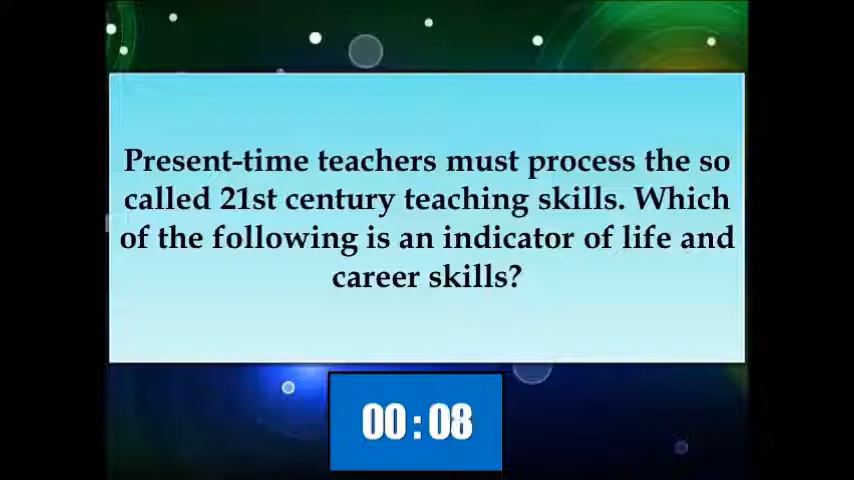 Present-time teachers must process the so
called 21st century teaching skills. Which
of the following is an indicator of life and
career skills?
00:08